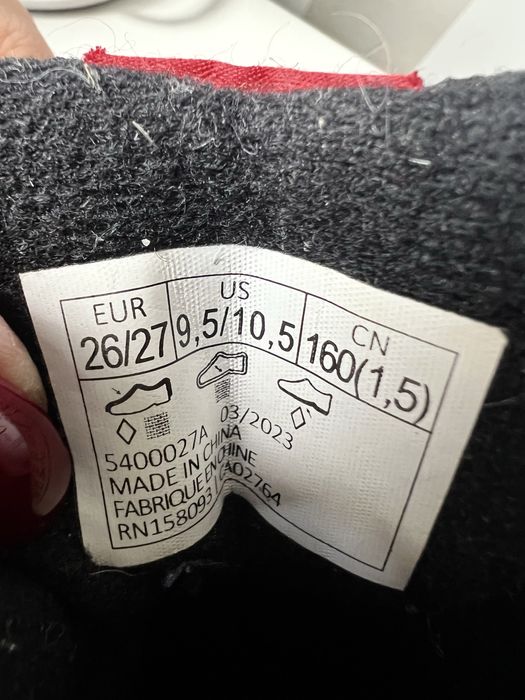 EUR US CN
26/27 9,5/10,5 160(1,5)
03/2023
5400027A
MADE IN CHINA
FABRIQUE EN CHINE
RN158093 CA02764